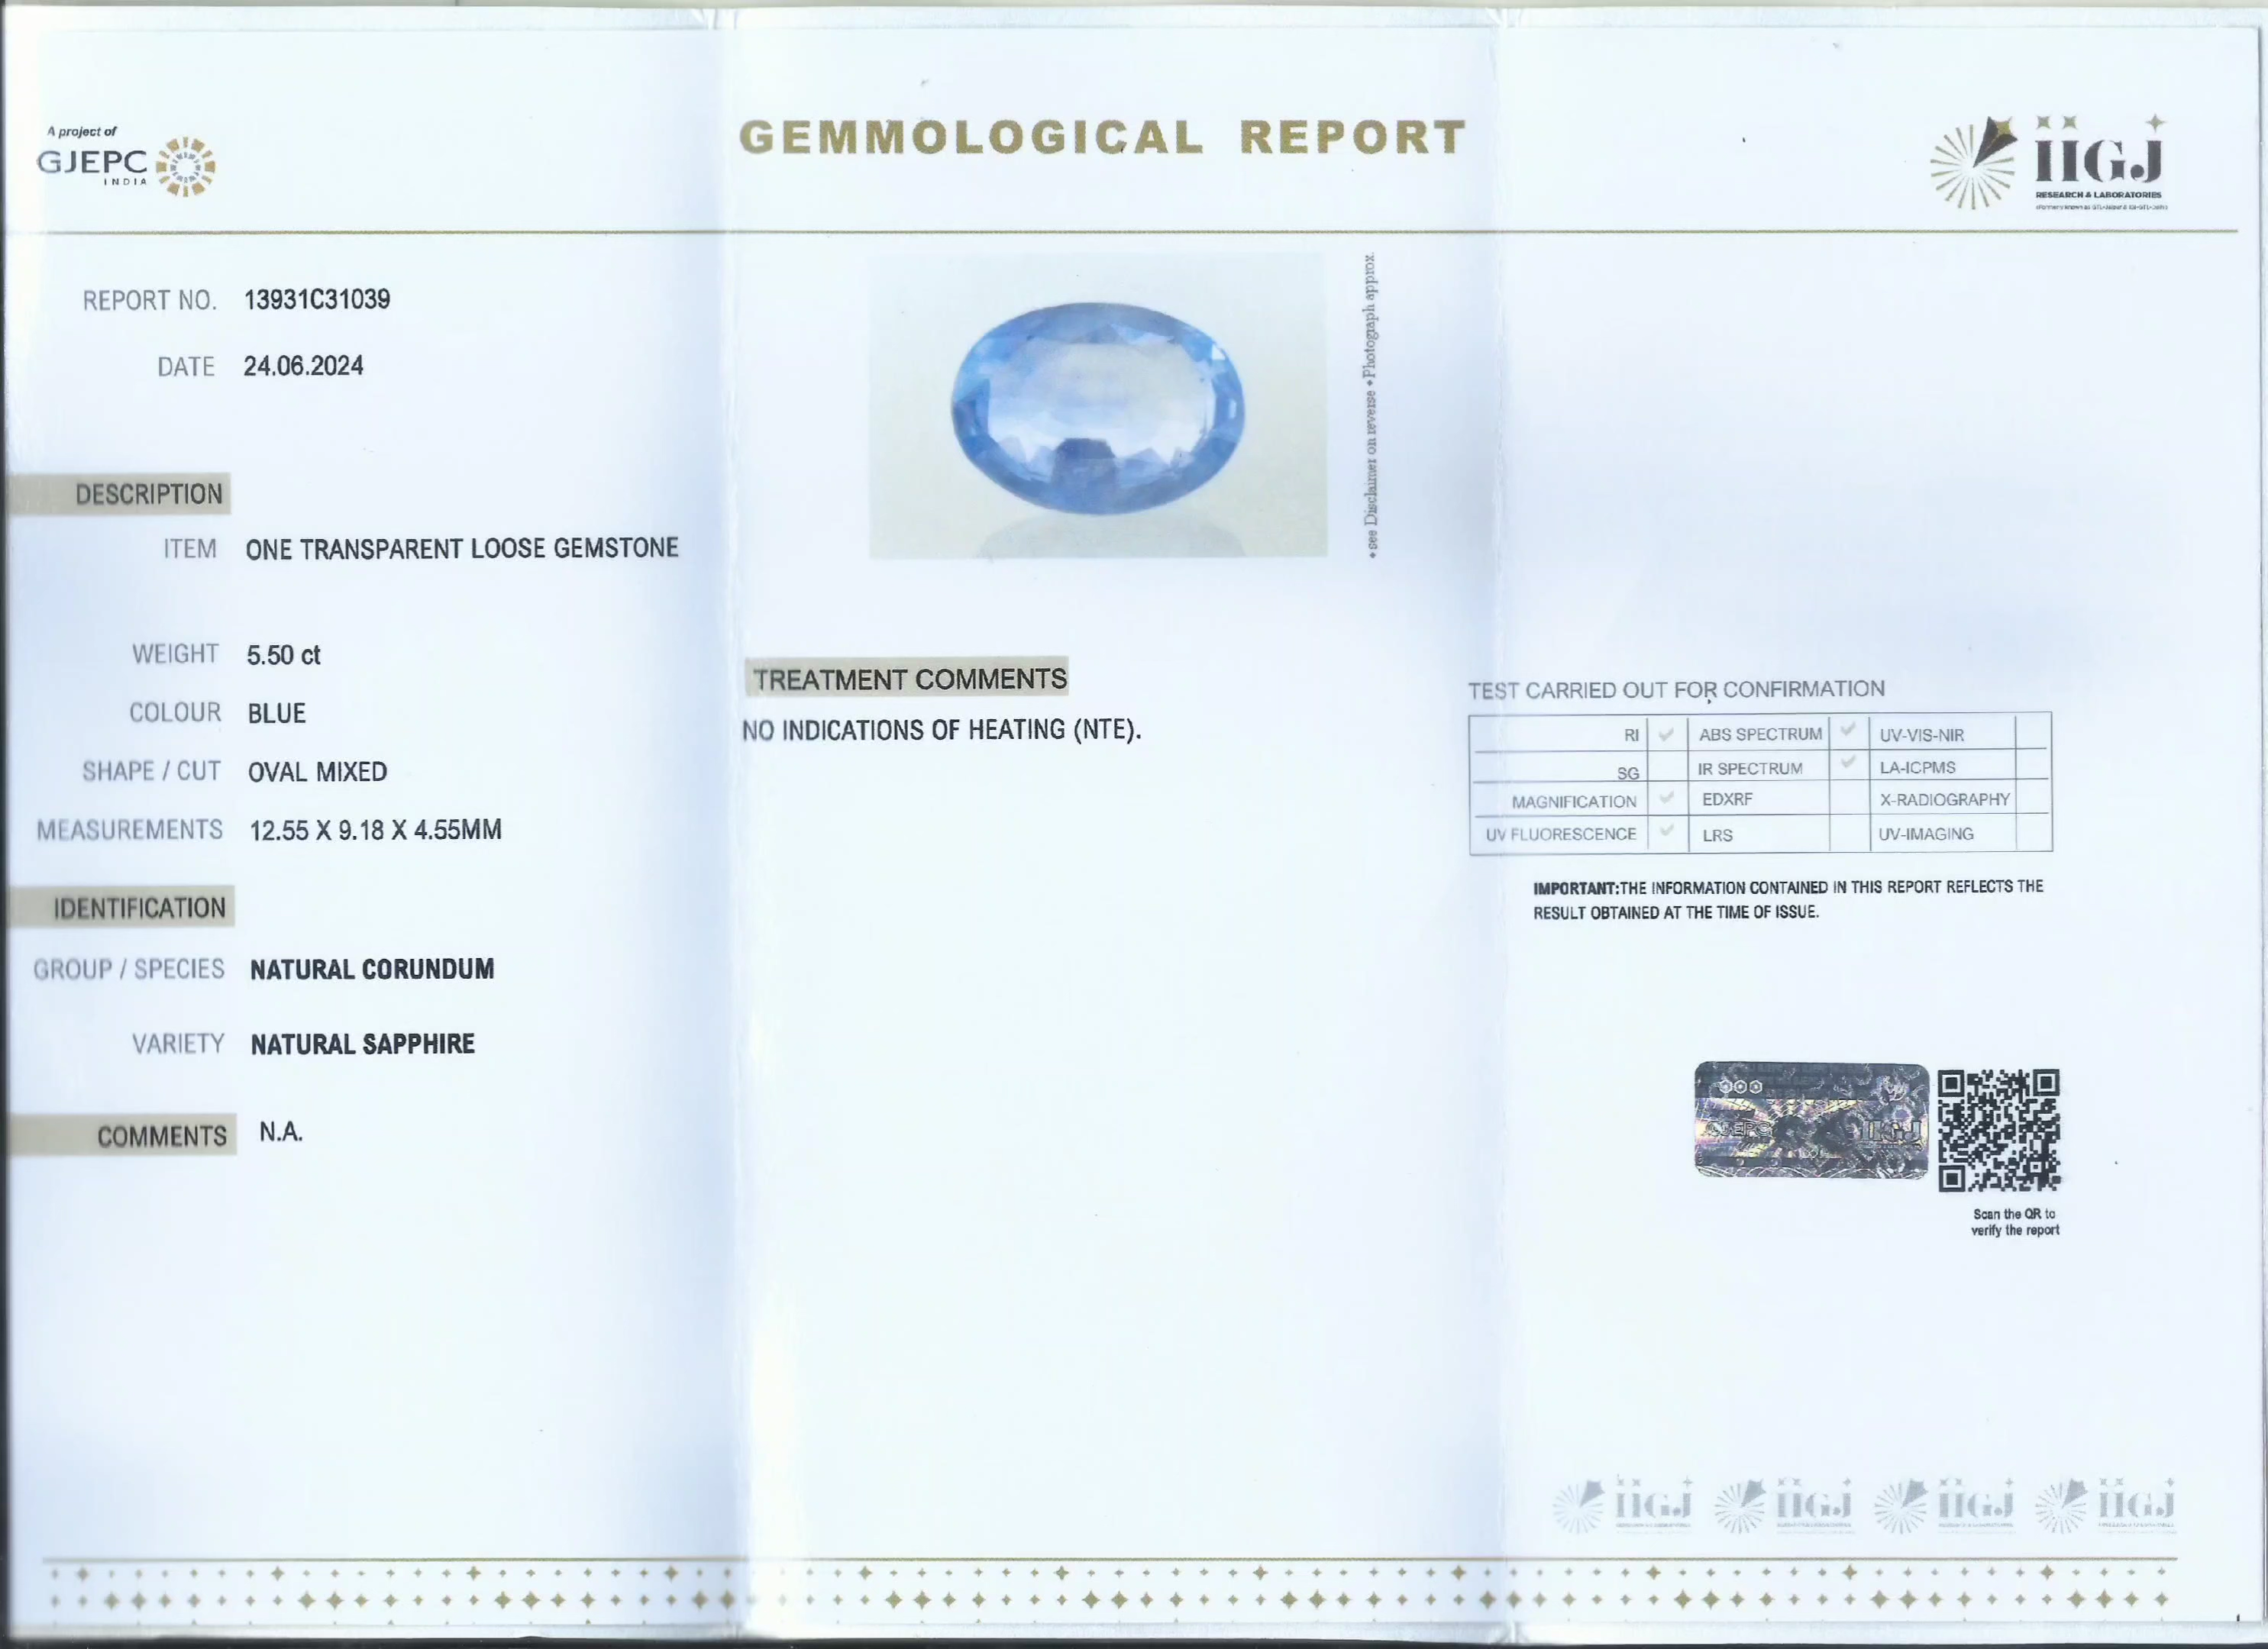 A project of
GJEPC
INDIA
GEMMOLOGICAL REPORT
IIGJ
RESEARCH & LABORATORIES
REPORT NO. 13931C31039
DATE 24.06.2024
• see Disclaimer on reverse • Photograph approx.
DESCRIPTION
ITEM ONE TRANSPARENT LOOSE GEMSTONE
WEIGHT 5.50 ct
COLOUR BLUE
SHAPE / CUT OVAL MIXED
MEASUREMENTS 12.55 X 9.18 X 4.55MM
IDENTIFICATION
GROUP / SPECIES NATURAL CORUNDUM
VARIETY NATURAL SAPPHIRE
COMMENTS N.A.
TREATMENT COMMENTS
NO INDICATIONS OF HEATING (NTE).
TEST CARRIED OUT FOR CONFIRMATION
RI ✓ ABS SPECTRUM ✓ UV-VIS-NIR
SG IR SPECTRUM ✓ LA-ICPMS
MAGNIFICATION ✓ EDXRF X-RADIOGRAPHY
UV FLUORESCENCE ✓ LRS UV-IMAGING
IMPORTANT:THE INFORMATION CONTAINED IN THIS REPORT REFLECTS THE
RESULT OBTAINED AT THE TIME OF ISSUE.
GJEPC IIGJ
Scan the QR to
verify the report
IIGJ IIGJ IIGJ IIGJ